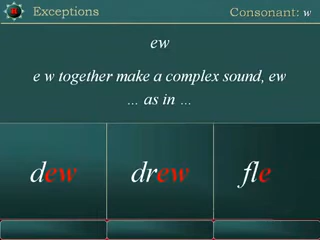 Exceptions
Consonant: w
ew
e w together make a complex sound, ew
... as in ...
dew drew fle